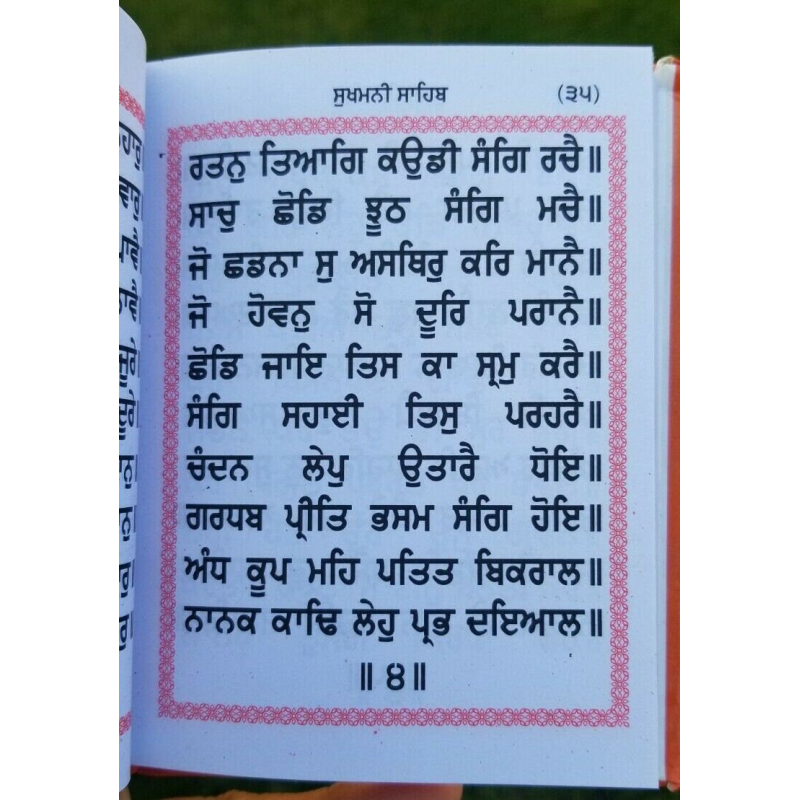 ਸੁਖਮਨੀ ਸਾਹਿਬ (੩੫)
ਰਤਨੁ ਤਿਆਗਿ ਕਉਡੀ ਸੰਗਿ ਰਚੈ॥
ਸਾਚੁ ਛੋਡਿ ਝੂਠ ਸੰਗਿ ਮਚੈ॥
ਜੋ ਛਡਨਾ ਸੁ ਅਸਥਿਰੁ ਕਰਿ ਮਾਨੈ॥
ਜੋ ਹੋਵਨੁ ਸੋ ਦੂਰਿ ਪਰਾਨੈ॥
ਛੋਡਿ ਜਾਇ ਤਿਸ ਕਾ ਸ੍ਰਮੁ ਕਰੈ॥
ਸੰਗਿ ਸਹਾਈ ਤਿਸੁ ਪਰਹਰੈ॥
ਚੰਦਨ ਲੇਪੁ ਉਤਾਰੈ ਧੋਇ॥
ਗਰਧਬ ਪ੍ਰੀਤਿ ਭਸਮ ਸੰਗਿ ਹੋਇ॥
ਅੰਧ ਕੂਪ ਮਹਿ ਪਤਿਤ ਬਿਕਰਾਲ॥
ਨਾਨਕ ਕਾਢਿ ਲੇਹੁ ਪ੍ਰਭ ਦਇਆਲ॥
॥੪॥